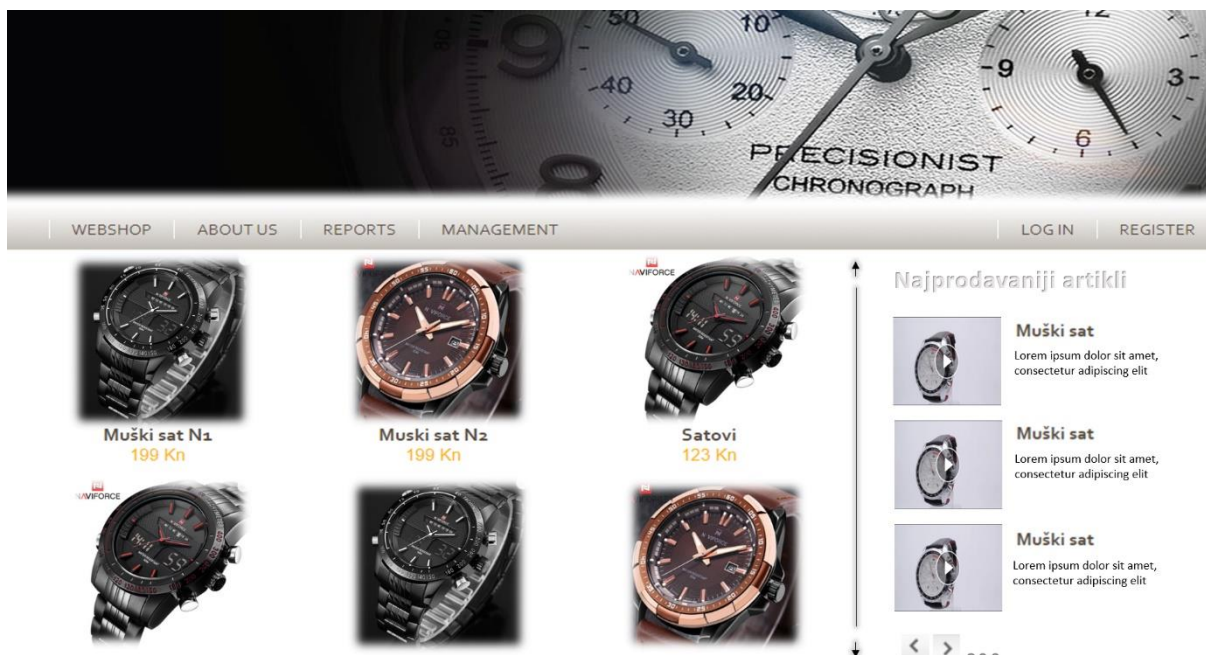 50
10
9
80
40
20
30
85
12
9
3
6
PRECISIONIST
CHRONOGRAPH
WEBSHOP ABOUT US REPORTS MANAGEMENT LOG IN REGISTER
NAVIFORCE
Najprodavaniji artikli
Muški sat
Lorem ipsum dolor sit amet,
consectetur adipiscing elit
Muški sat N1
199 Kn
Muski sat N2
199 Kn
Satovi
123 Kn
Muški sat
Lorem ipsum dolor sit amet,
consectetur adipiscing elit
NAVIFORCE
Muški sat
Lorem ipsum dolor sit amet,
consectetur adipiscing elit